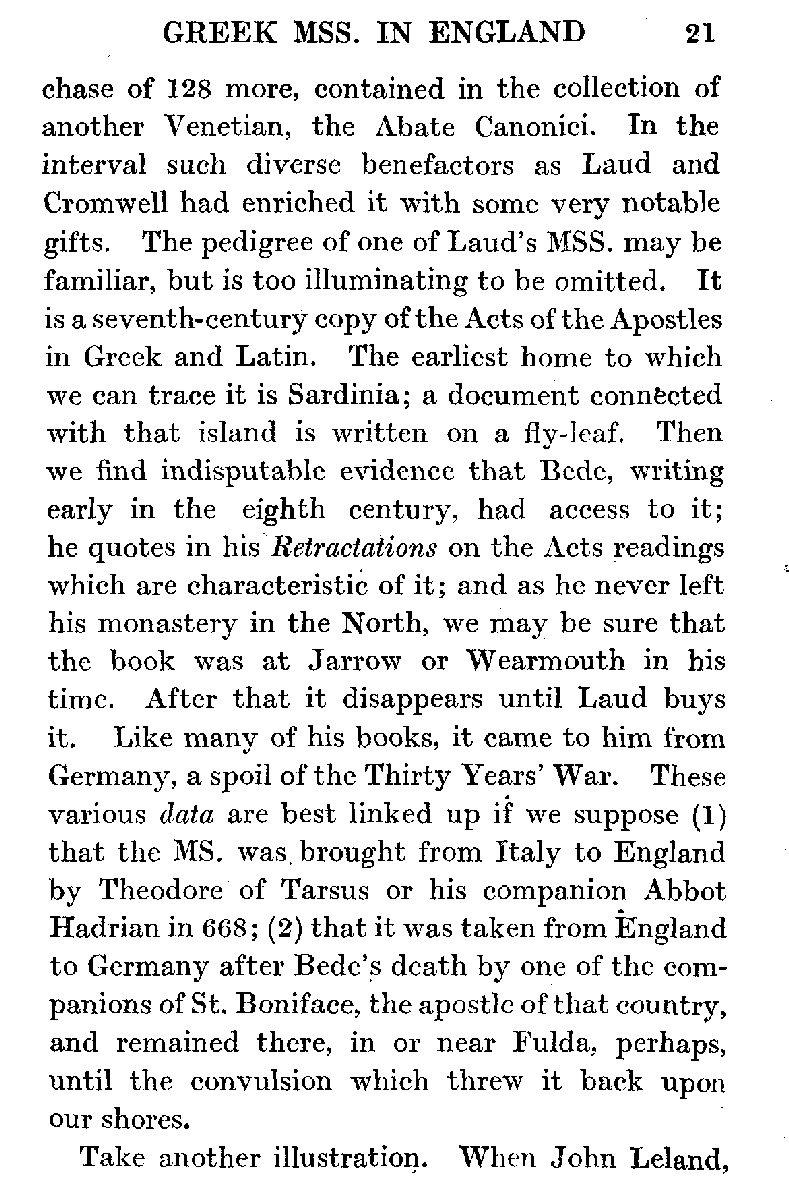 GREEK MSS. IN ENGLAND 21
chase of 128 more, contained in the collection of
another Venetian, the Abate Canonici. In the
interval such diverse benefactors as Laud and
Cromwell had enriched it with some very notable
gifts. The pedigree of one of Laud's MSS. may be
familiar, but is too illuminating to be omitted. It
is a seventh-century copy of the Acts of the Apostles
in Greek and Latin. The earliest home to which
we can trace it is Sardinia; a document connected
with that island is written on a fly-leaf. Then
we find indisputable evidence that Bede, writing
early in the eighth century, had access to it;
he quotes in his Retractations on the Acts readings
which are characteristic of it; and as he never left
his monastery in the North, we may be sure that
the book was at Jarrow or Wearmouth in his
time. After that it disappears until Laud buys
it. Like many of his books, it came to him from
Germany, a spoil of the Thirty Years' War. These
various data are best linked up if we suppose (1)
that the MS. was brought from Italy to England
by Theodore of Tarsus or his companion Abbot
Hadrian in 668; (2) that it was taken from England
to Germany after Bede's death by one of the com-
panions of St. Boniface, the apostle of that country,
and remained there, in or near Fulda, perhaps,
until the convulsion which threw it back upon
our shores.
Take another illustration. When John Leland,